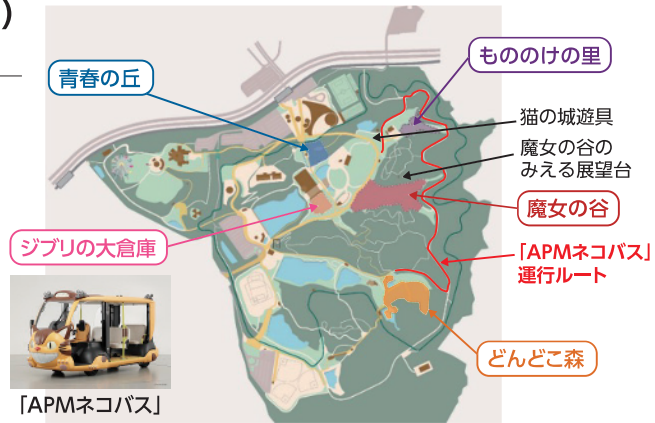 )
青春の丘
もののけの里
猫の城遊具
魔女の谷の
みえる展望台
魔女の谷
ジブリの大倉庫
「APMネコバス」
運行ルート
どんどこ森
「APMネコバス」